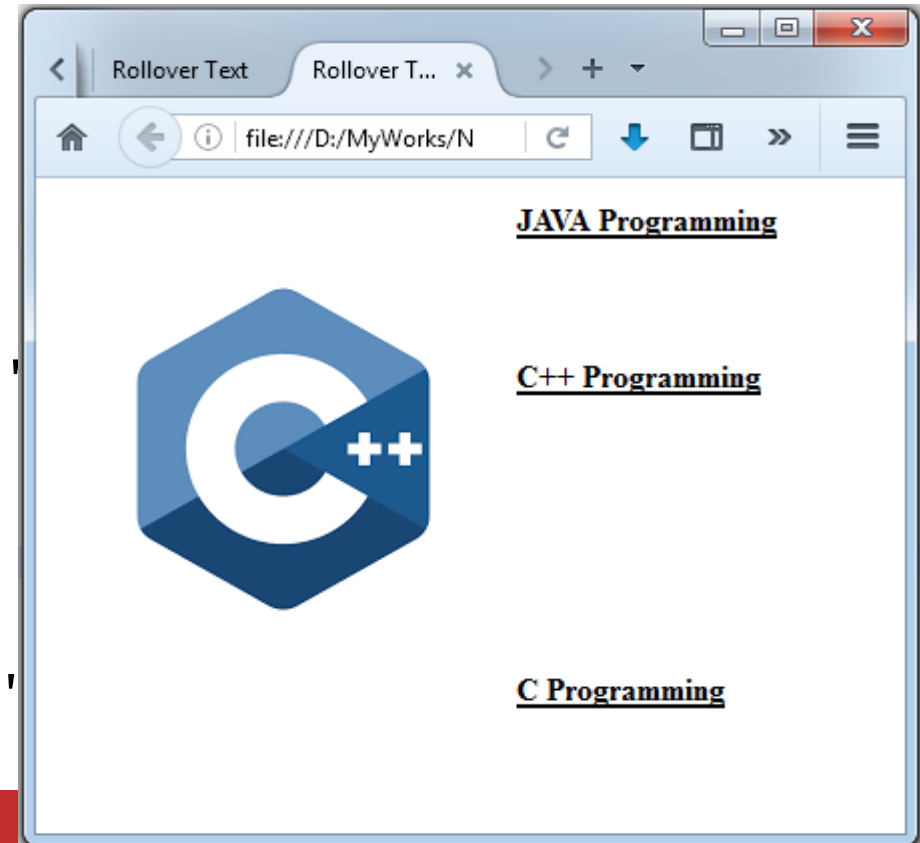 Rollover Text
Rollover T...
file:///D:/MyWorks/N
JAVA Programming
C++ Programming
C Programming
C++
'
'